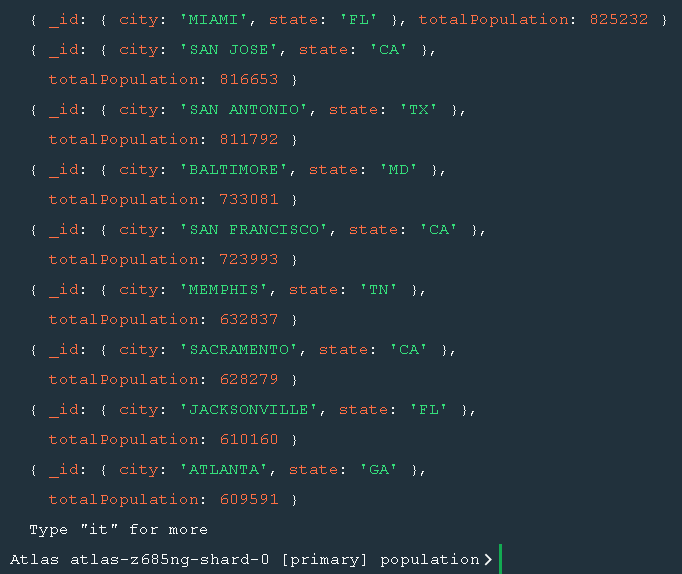 { _id: { city: 'MIAMI', state: 'FL' }, totalPopulation: 825232 }
{ _id: { city: 'SAN JOSE', state: 'CA' },
totalPopulation: 816653 }
{ _id: { city: 'SAN ANTONIO', state: 'TX' },
totalPopulation: 811792 }
{ _id: { city: 'BALTIMORE', state: 'MD' },
totalPopulation: 733081 }
{ _id: { city: 'SAN FRANCISCO', state: 'CA' },
totalPopulation: 723993 }
{ _id: { city: 'MEMPHIS', state: 'TN' },
totalPopulation: 632837 }
{ _id: { city: 'SACRAMENTO', state: 'CA' },
totalPopulation: 628279 }
{ _id: { city: 'JACKSONVILLE', state: 'FL' },
totalPopulation: 610160 }
{ _id: { city: 'ATLANTA', state: 'GA' },
totalPopulation: 609591 }
Type "it" for more
Atlas atlas-z685ng-shard-0 [primary] population>